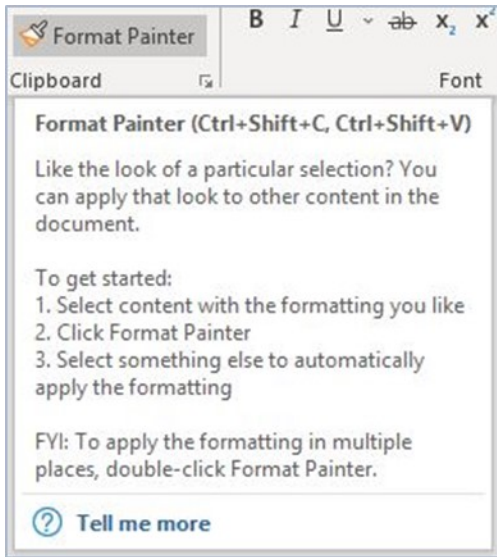 Format Painter
B I U ab x₂ x²
Clipboard
Font
Format Painter (Ctrl+Shift+C, Ctrl+Shift+V)
Like the look of a particular selection? You
can apply that look to other content in the
document.
To get started:
1. Select content with the formatting you like
2. Click Format Painter
3. Select something else to automatically
apply the formatting
FYI: To apply the formatting in multiple
places, double-click Format Painter.
? Tell me more